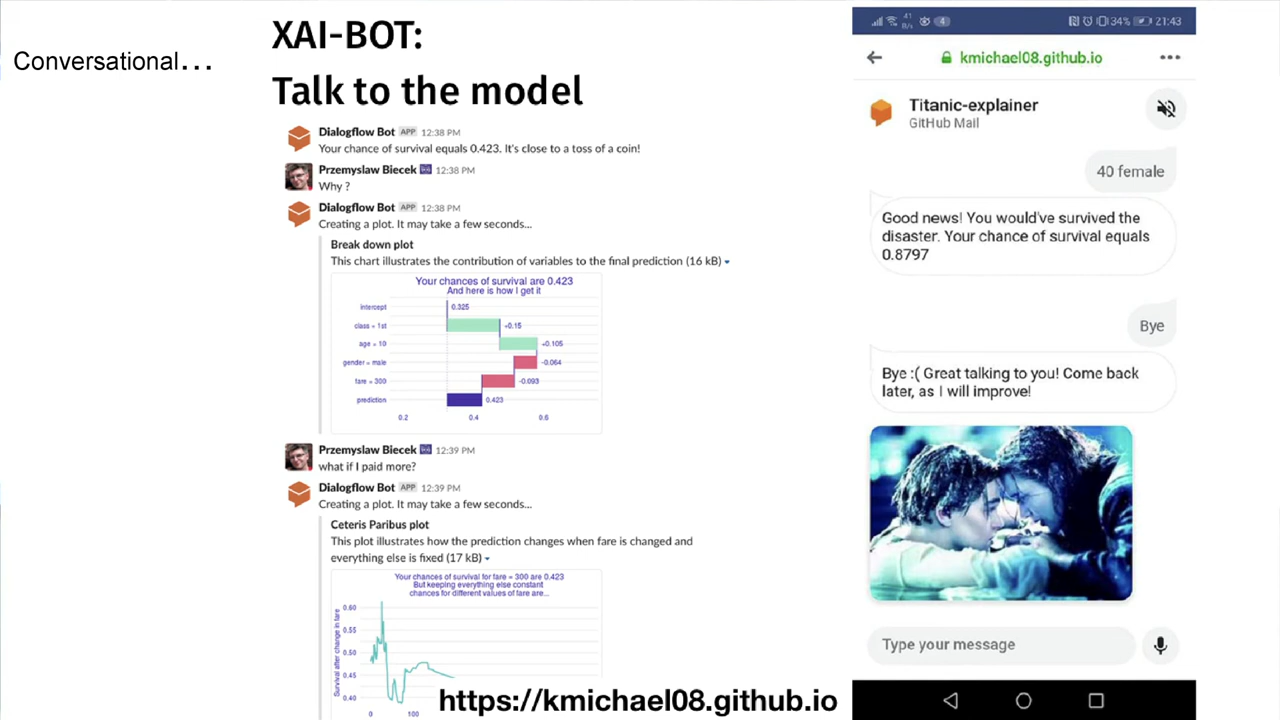 Conversational...
XAI-BOT:
Talk to the model
Dialogflow Bot APP 12:38 PM
Your chance of survival equals 0.423. It's close to a toss of a coin!
Przemyslaw Biecek 12:38 PM
Why ?
Dialogflow Bot APP 12:38 PM
Creating a plot. It may take a few seconds...
Break down plot
This chart illustrates the contribution of variables to the final prediction (16 kB)
Your chances of survival are 0.423
And here is how I get it
intercept 0.325
class = 1st +0.15
age = 10 +0.105
gender = male -0.064
fare = 300 -0.093
prediction 0.423
0.2 0.4 0.6
Przemyslaw Biecek 12:39 PM
what if I paid more?
Dialogflow Bot APP 12:39 PM
Creating a plot. It may take a few seconds...
Ceteris Paribus plot
This plot illustrates how the prediction changes when fare is changed and
everything else is fixed (17 kB)
Your chances of survival for fare = 300 are 0.423
But keeping everything else constant
chances for different values of fare are...
Survival after change in fare
0.60
0.55
0.50
0.45
0.40
0 100
https://kmichael08.github.io
41
B/s
4
34% 21:43
kmichael08.github.io
Titanic-explainer
GitHub Mail
40 female
Good news! You would've survived the
disaster. Your chance of survival equals
0.8797
Bye
Bye :( Great talking to you! Come back
later, as I will improve!
Type your message